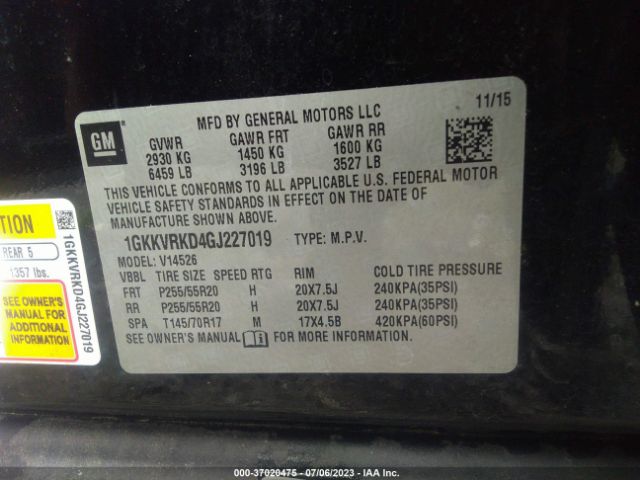 MFD BY GENERAL MOTORS LLC
11/15
GM
GVWR GAWR FRT GAWR RR
2930 KG 1450 KG 1600 KG
6459 LB 3196 LB 3527 LB
THIS VEHICLE CONFORMS TO ALL APPLICABLE U.S. FEDERAL MOTOR
VEHICLE SAFETY STANDARDS IN EFFECT ON THE DATE OF
MANUFACTURE SHOWN ABOVE.
1GKKVRKD4GJ227019 TYPE: M.P.V.
MODEL: V14526
VBBL TIRE SIZE SPEED RTG RIM COLD TIRE PRESSURE
FRT P255/55R20 H 20X7.5J 240KPA(35PSI)
RR P255/55R20 H 20X7.5J 240KPA(35PSI)
SPA T145/70R17 M 17X4.5B 420KPA(60PSI)
SEE OWNER'S MANUAL FOR MORE INFORMATION.
TION
REAR 5
1357 lbs.
SEE OWNER'S
MANUAL FOR
ADDITIONAL
INFORMATION
1GKKVRKD4GJ227019
000-37020475 - 07/06/2023 - IAA Inc.